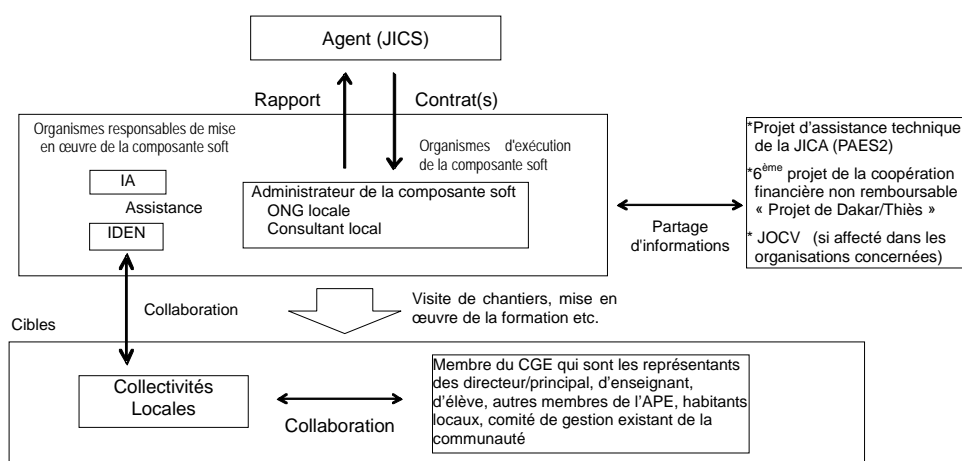 Agent (JICS)
Rapport
Contrat(s)
Organismes responsables de mise
en œuvre de la composante soft
IA
Assistance
IDEN
Organismes d'exécution
de la composante soft
Administrateur de la composante soft
ONG locale
Consultant local
Partage
d'informations
*Projet d'assistance technique
de la JICA (PAES2)
*6ème projet de la coopération
financière non remboursable
« Projet de Dakar/Thiès »
* JOCV (si affecté dans les
organisations concernées)
Collaboration
Visite de chantiers, mise en
œuvre de la formation etc.
Cibles
Collectivités
Locales
Collaboration
Membre du CGE qui sont les représentants
des directeur/principal, d'enseignant,
d'élève, autres membres de l'APE, habitants
locaux, comité de gestion existant de la
communauté